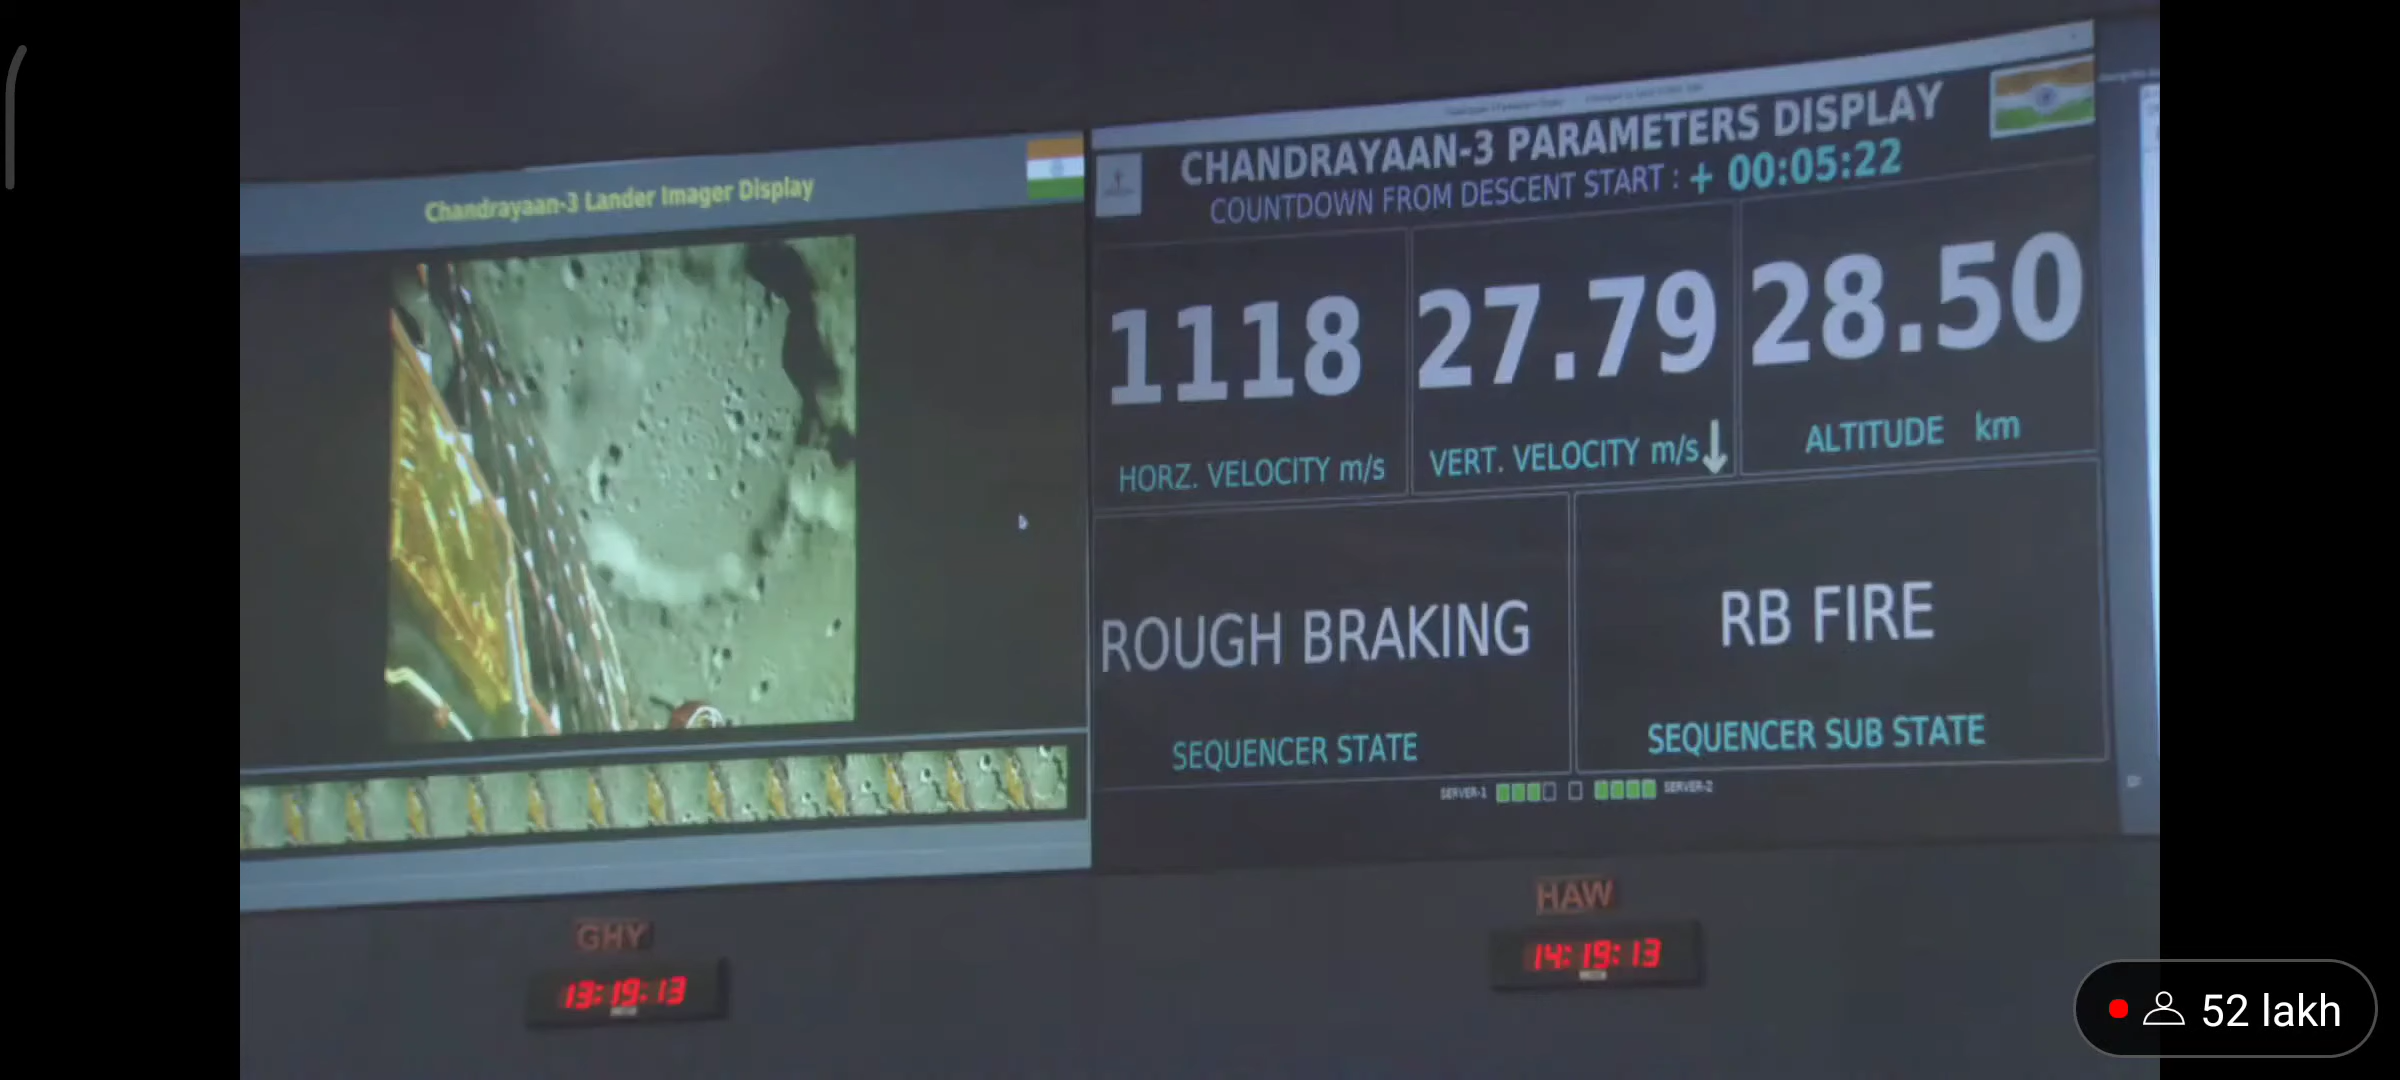 Chandrayaan-3 Lander Imager Display
CHANDRAYAAN-3 PARAMETERS DISPLAY
COUNTDOWN FROM DESCENT START : + 00:05:22
1118
HORZ. VELOCITY m/s
27.79
VERT. VELOCITY m/s↓
28.50
ALTITUDE km
ROUGH BRAKING
SEQUENCER STATE
RB FIRE
SEQUENCER SUB STATE
SERVER-1
SERVER-2
GHY
13:19:13
HAW
14:19:13
52 lakh